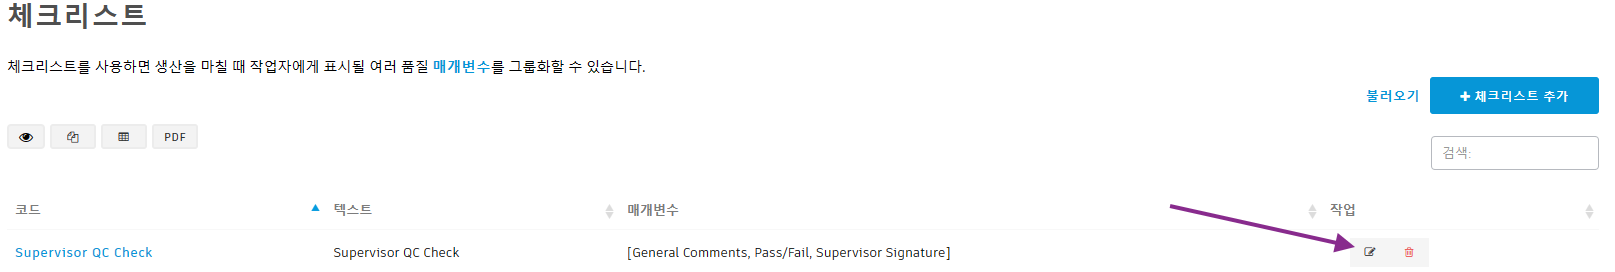 체크리스트
체크리스트를 사용하면 생산을 마칠 때 작업자에게 표시될 여러 품질 매개변수를 그룹화할 수 있습니다.
불러오기
체크리스트 추가
PDF
검색:
코드 텍스트 매개변수 작업
Supervisor QC Check Supervisor QC Check [General Comments, Pass/Fail, Supervisor Signature]